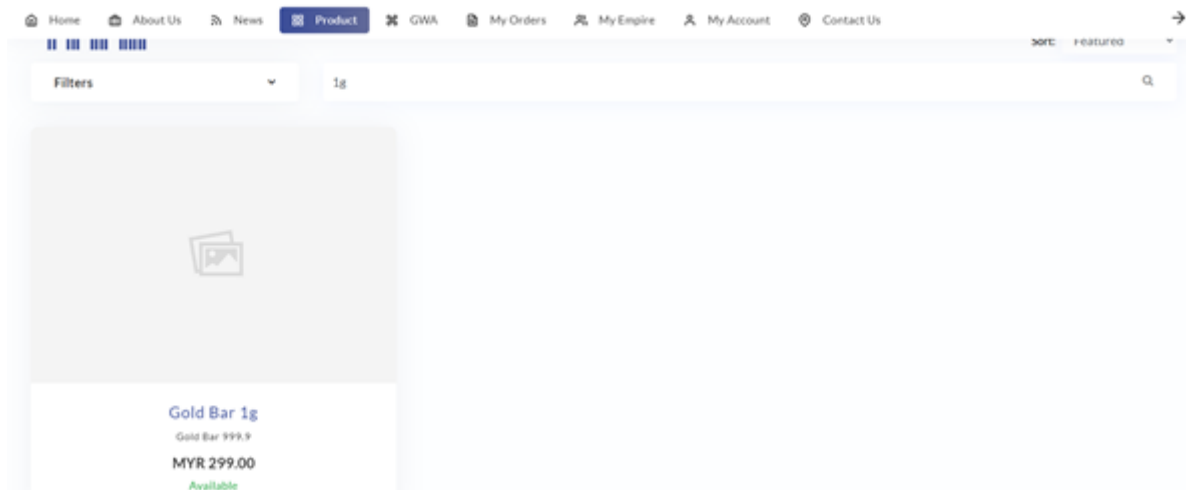 Home About Us News Product GWA My Orders My Empire My Account Contact Us
Sort: Featured
Filters
1g
Gold Bar 1g
Gold Bar 999.9
MYR 299.00
Available